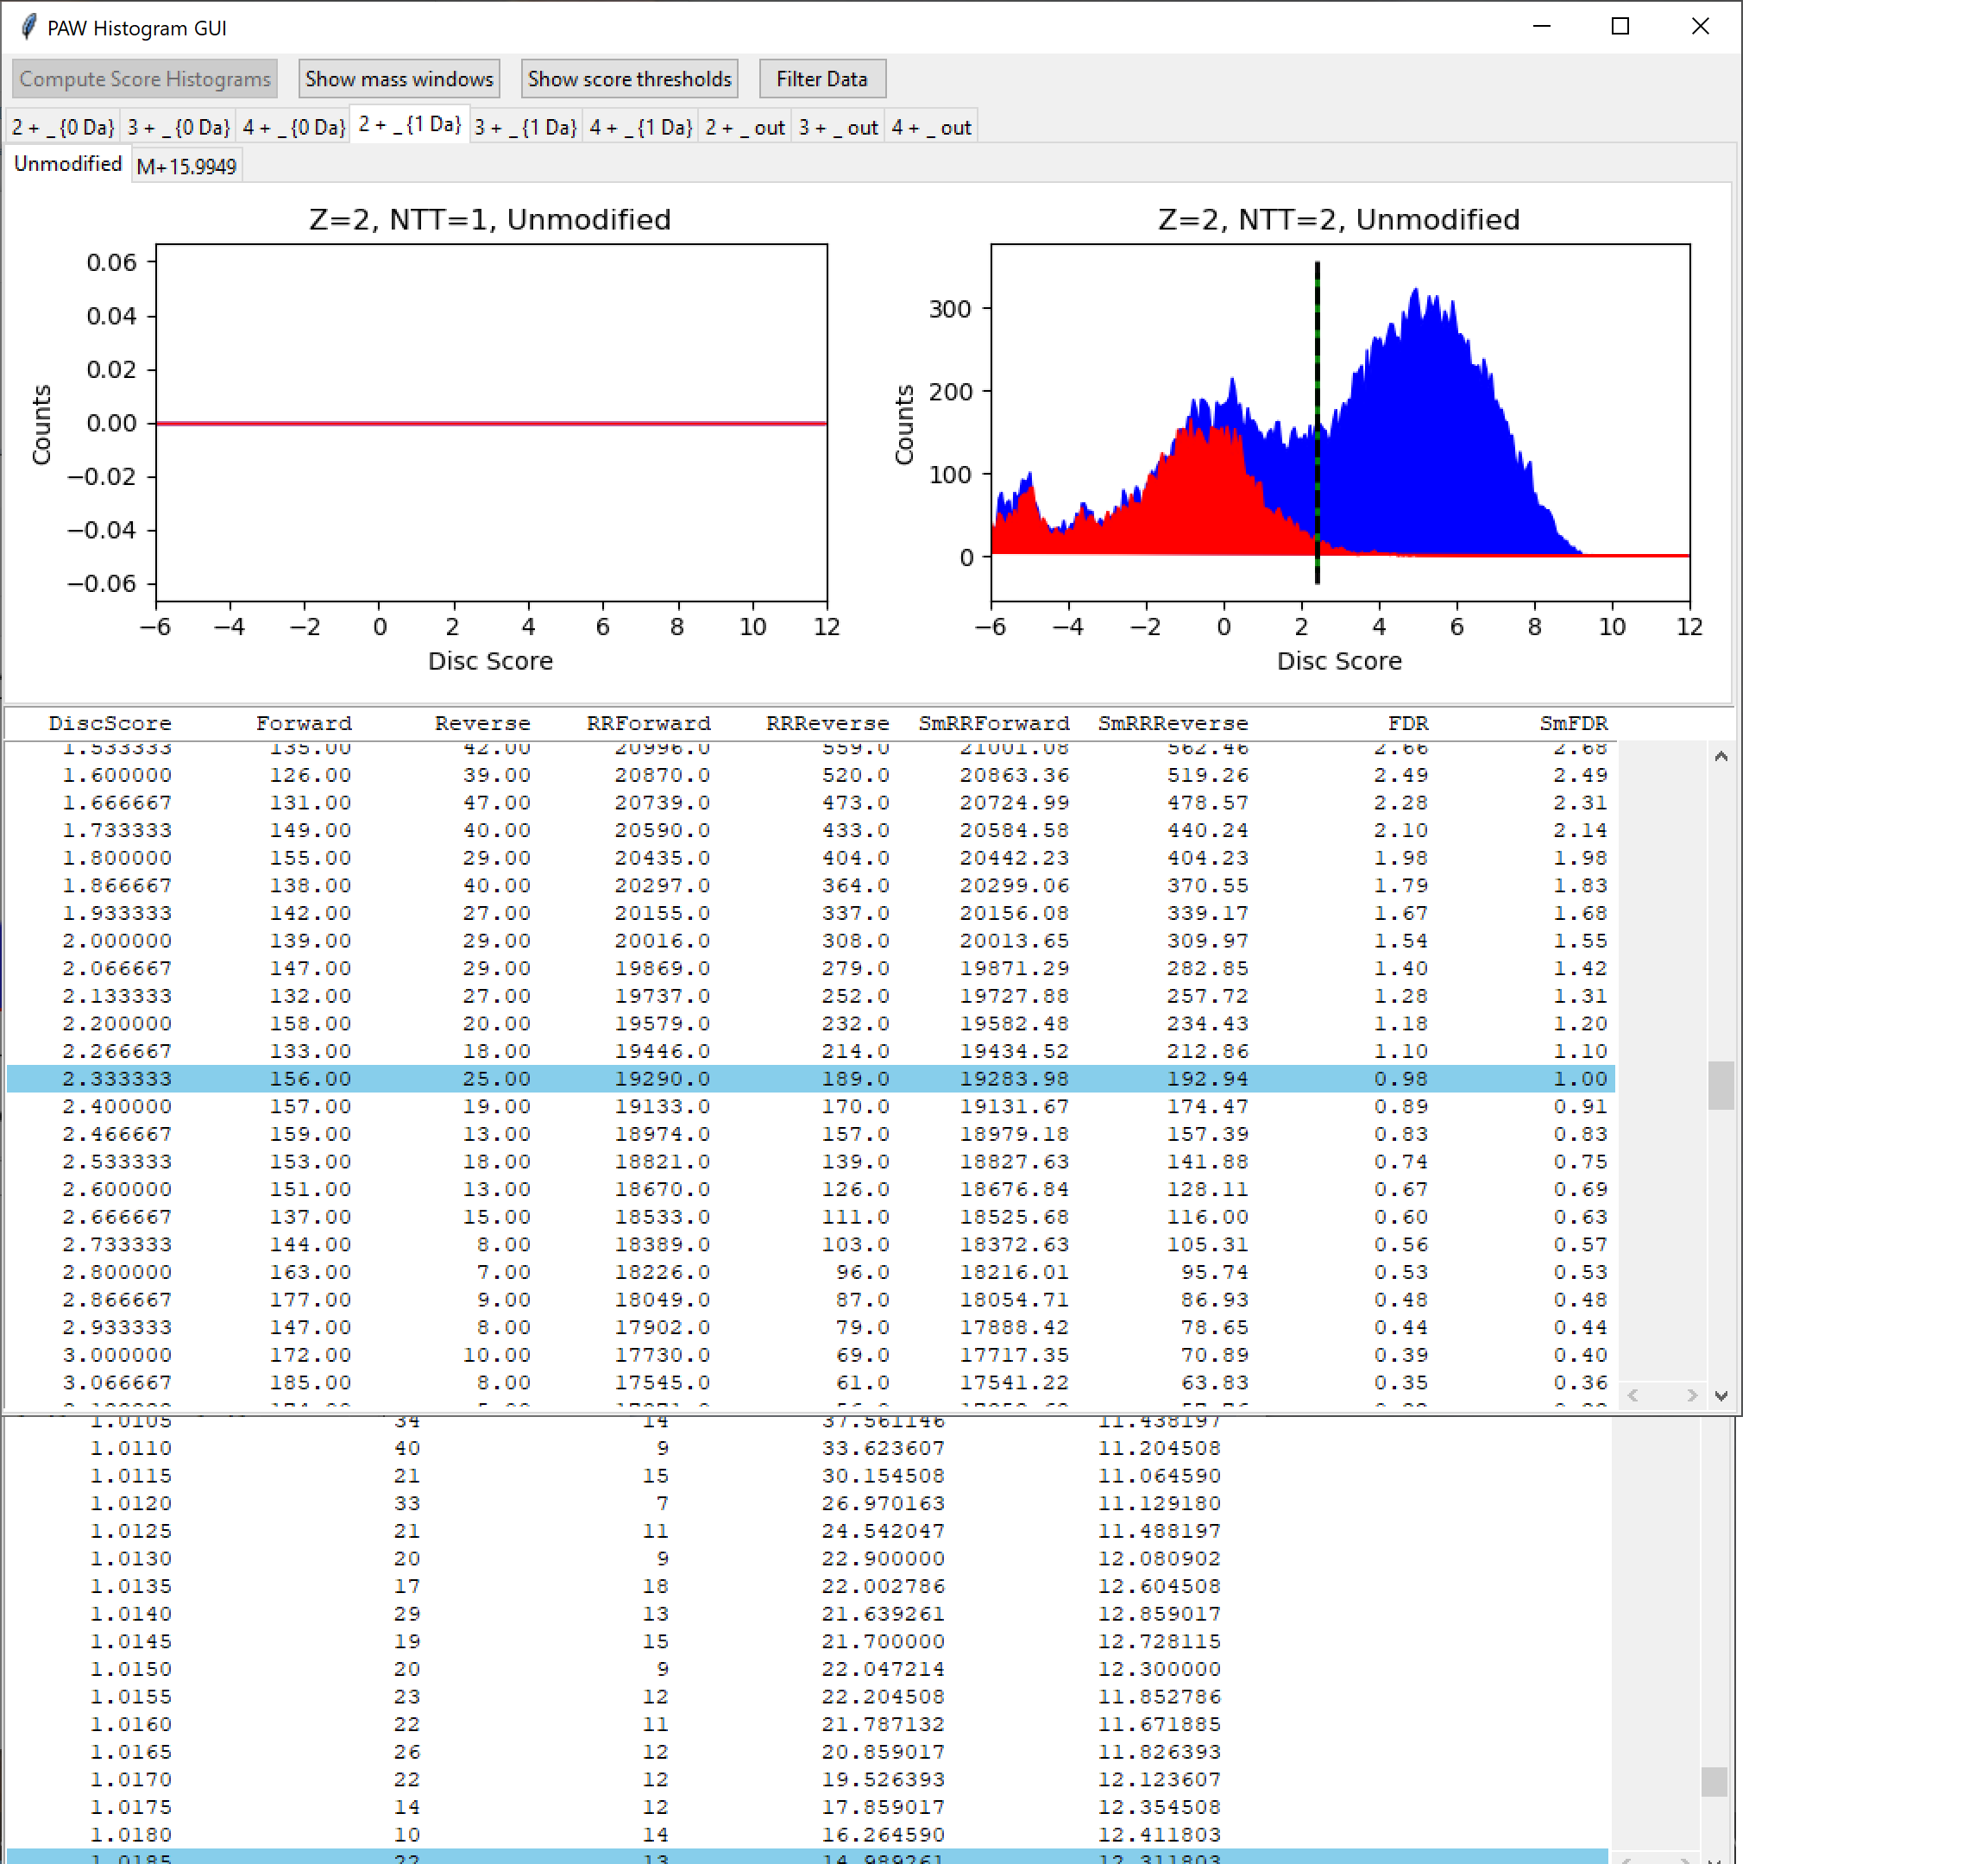 PAW Histogram GUI
Compute Score Histograms Show mass windows Show score thresholds Filter Data
2 + _ {0 Da} 3 + _ {0 Da} 4 + _ {0 Da} 2 + _ {1 Da} 3 + _ {1 Da} 4 + _ {1 Da} 2 + _ out 3 + _ out 4 + _ out
Unmodified M+15.9949
Z=2, NTT=1, Unmodified
0.06
0.04
0.02
0.00
−0.02
−0.04
−0.06
Counts
−6 −4 −2 0 2 4 6 8 10 12
Disc Score
Z=2, NTT=2, Unmodified
300
200
100
0
Counts
−6 −4 −2 0 2 4 6 8 10 12
Disc Score
DiscScore Forward Reverse RRForward RRReverse SmRRForward SmRRReverse FDR SmFDR
1.533333 135.00 42.00 20996.0 559.0 21001.08 562.46 2.66 2.68
1.600000 126.00 39.00 20870.0 520.0 20863.36 519.26 2.49 2.49
1.666667 131.00 47.00 20739.0 473.0 20724.99 478.57 2.28 2.31
1.733333 149.00 40.00 20590.0 433.0 20584.58 440.24 2.10 2.14
1.800000 155.00 29.00 20435.0 404.0 20442.23 404.23 1.98 1.98
1.866667 138.00 40.00 20297.0 364.0 20299.06 370.55 1.79 1.83
1.933333 142.00 27.00 20155.0 337.0 20156.08 339.17 1.67 1.68
2.000000 139.00 29.00 20016.0 308.0 20013.65 309.97 1.54 1.55
2.066667 147.00 29.00 19869.0 279.0 19871.29 282.85 1.40 1.42
2.133333 132.00 27.00 19737.0 252.0 19727.88 257.72 1.28 1.31
2.200000 158.00 20.00 19579.0 232.0 19582.48 234.43 1.18 1.20
2.266667 133.00 18.00 19446.0 214.0 19434.52 212.86 1.10 1.10
2.333333 156.00 25.00 19290.0 189.0 19283.98 192.94 0.98 1.00
2.400000 157.00 19.00 19133.0 170.0 19131.67 174.47 0.89 0.91
2.466667 159.00 13.00 18974.0 157.0 18979.18 157.39 0.83 0.83
2.533333 153.00 18.00 18821.0 139.0 18827.63 141.88 0.74 0.75
2.600000 151.00 13.00 18670.0 126.0 18676.84 128.11 0.67 0.69
2.666667 137.00 15.00 18533.0 111.0 18525.68 116.00 0.60 0.63
2.733333 144.00 8.00 18389.0 103.0 18372.63 105.31 0.56 0.57
2.800000 163.00 7.00 18226.0 96.0 18216.01 95.74 0.53 0.53
2.866667 177.00 9.00 18049.0 87.0 18054.71 86.93 0.48 0.48
2.933333 147.00 8.00 17902.0 79.0 17888.42 78.65 0.44 0.44
3.000000 172.00 10.00 17730.0 69.0 17717.35 70.89 0.39 0.40
3.066667 185.00 8.00 17545.0 61.0 17541.22 63.83 0.35 0.36
1.0105 34 14 37.561146 11.438197
1.0110 40 9 33.623607 11.204508
1.0115 21 15 30.154508 11.064590
1.0120 33 7 26.970163 11.129180
1.0125 21 11 24.542047 11.488197
1.0130 20 9 22.900000 12.080902
1.0135 17 18 22.002786 12.604508
1.0140 29 13 21.639261 12.859017
1.0145 19 15 21.700000 12.728115
1.0150 20 9 22.047214 12.300000
1.0155 23 12 22.204508 11.852786
1.0160 22 11 21.787132 11.671885
1.0165 26 12 20.859017 11.826393
1.0170 22 12 19.526393 12.123607
1.0175 14 12 17.859017 12.354508
1.0180 10 14 16.264590 12.411803
1.0185 22 13 14.989261 12.311803